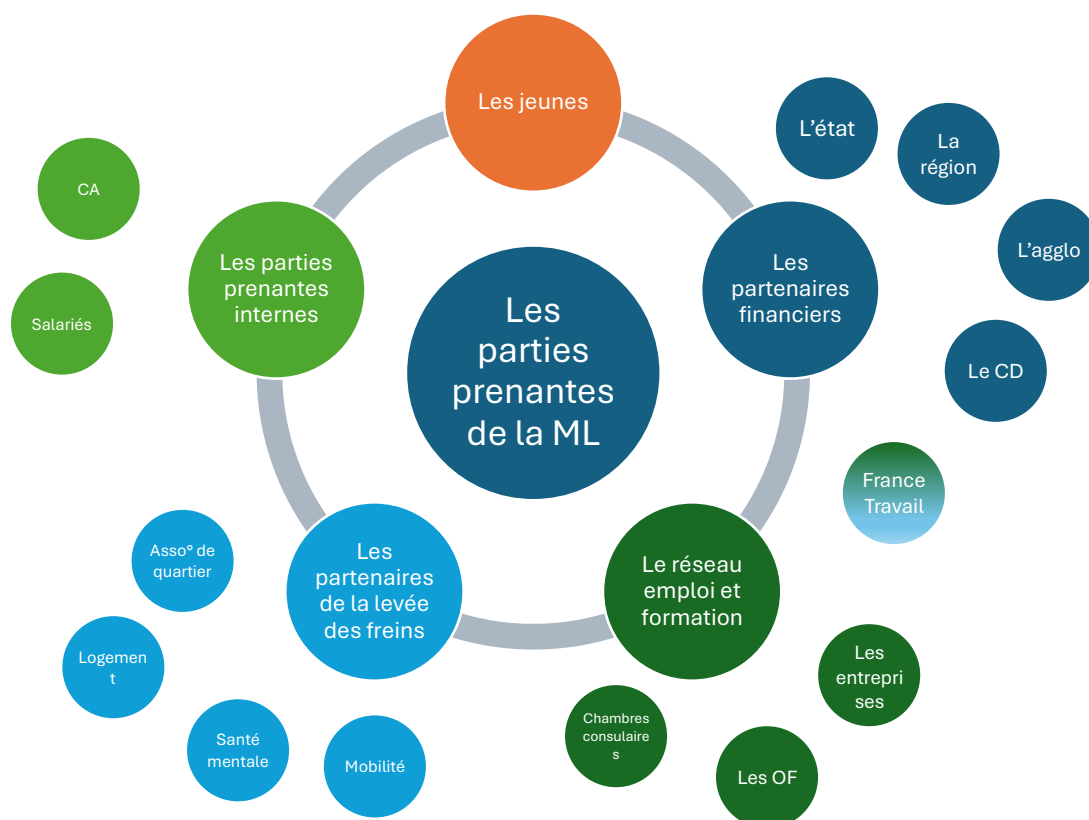 Les jeunes
L'état
La
région
L'agglo
Le CD
Les
partenaires
financiers
CA
Salariés
Les parties
prenantes
internes
Les
parties
prenantes
de la ML
France
Travail
Le réseau
emploi et
formation
Les
entrepri
ses
Les OF
Chambres
consulaire
s
Les
partenaires
de la levée
des freins
Asso° de
quartier
Logemen
t
Santé
mentale
Mobilité